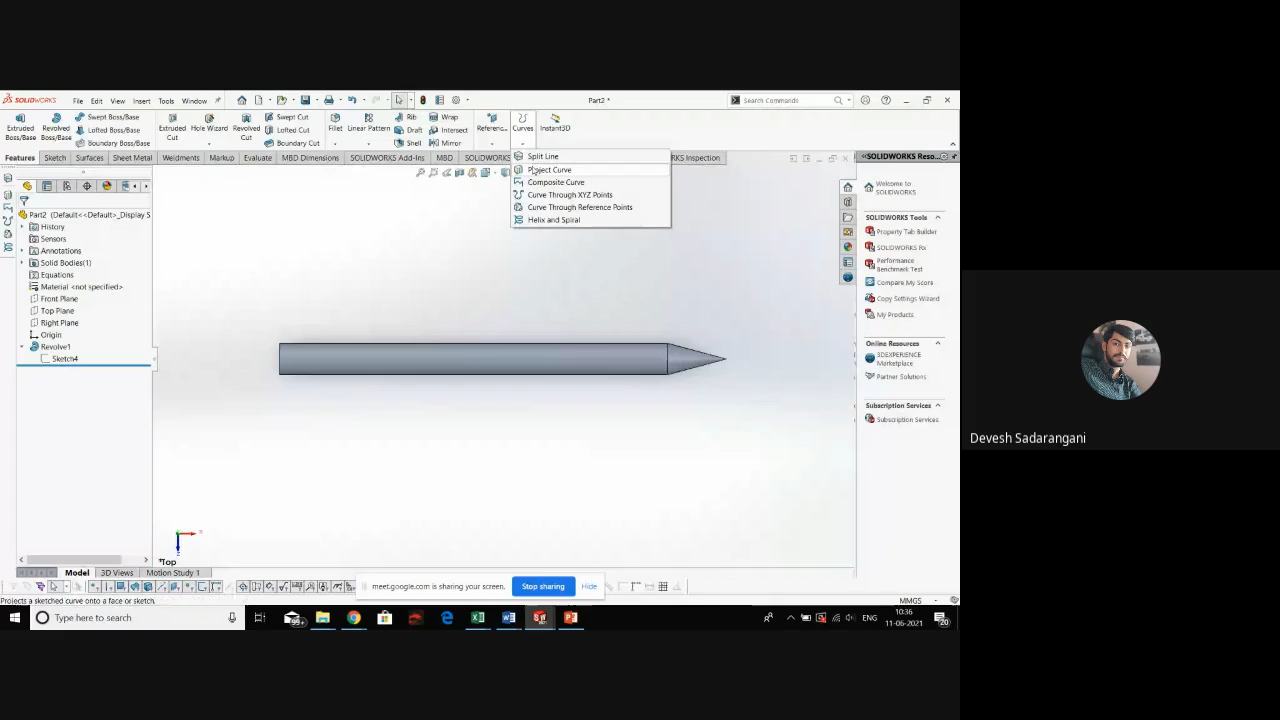 SOLIDWORKS File Edit View Insert Tools Window Part2 * Search Commands
Extruded Boss/Base
Revolved Boss/Base
Swept Boss/Base
Lofted Boss/Base
Boundary Boss/Base
Extruded Cut
Hole Wizard
Revolved Cut
Swept Cut
Lofted Cut
Boundary Cut
Fillet
Linear Pattern
Rib
Draft
Shell
Wrap
Intersect
Mirror
Referenc...
Curves
Instant3D
Features Sketch Surfaces Sheet Metal Weldments Markup Evaluate MBD Dimensions SOLIDWORKS Add-Ins MBD SOLIDWORKS RKS Inspection
Split Line
Project Curve
Composite Curve
Curve Through XYZ Points
Curve Through Reference Points
Helix and Spiral
Part2 (Default<<Default>_Display S
History
Sensors
Annotations
Solid Bodies(1)
Equations
Material <not specified>
Front Plane
Top Plane
Right Plane
Origin
Revolve1
Sketch4
*Top
Model 3D Views Motion Study 1
Projects a sketched curve onto a face or sketch.
MMGS
SOLIDWORKS Reso...
Welcome to SOLIDWORKS
SOLIDWORKS Tools
Property Tab Builder
SOLIDWORKS Rx
Performance Benchmark Test
Compare My Score
Copy Settings Wizard
My Products
Online Resources
3DEXPERIENCE Marketplace
Partner Solutions
Subscription Services
Subscription Services
meet.google.com is sharing your screen. Stop sharing Hide
Type here to search
99+
ENG
10:36
11-06-2021
20
Devesh Sadarangani